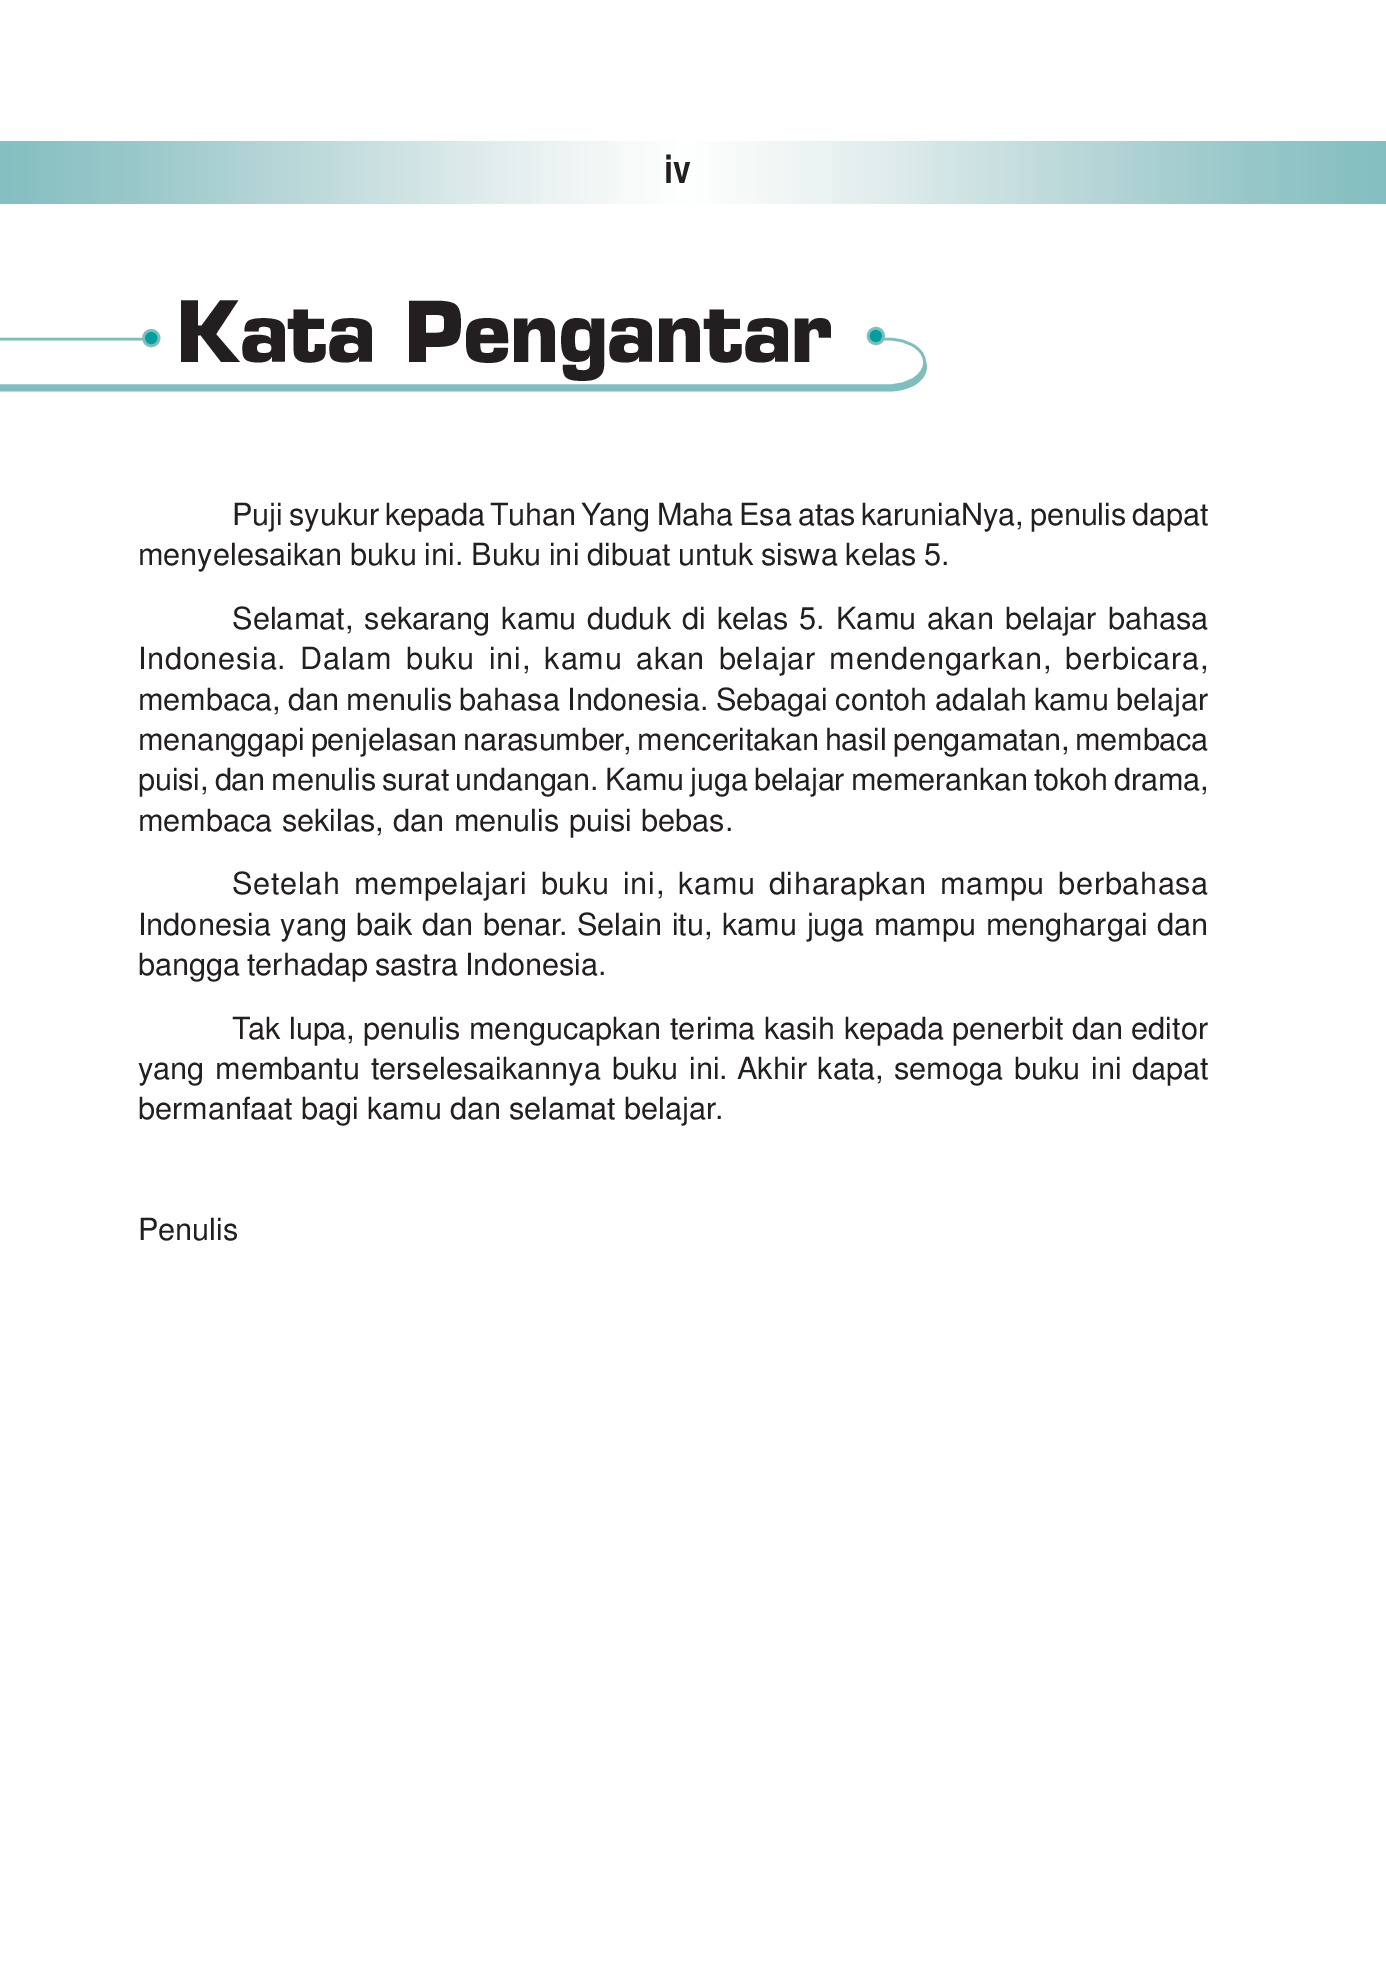 iv
Kata Pengantar
Puji syukur kepada Tuhan Yang Maha Esa atas karuniaNya, penulis dapat
menyelesaikan buku ini. Buku ini dibuat untuk siswa kelas 5.
Selamat, sekarang kamu duduk di kelas 5. Kamu akan belajar bahasa
Indonesia. Dalam buku ini, kamu akan belajar mendengarkan, berbicara,
membaca, dan menulis bahasa Indonesia. Sebagai contoh adalah kamu belajar
menanggapi penjelasan narasumber, menceritakan hasil pengamatan, membaca
puisi, dan menulis surat undangan. Kamu juga belajar memerankan tokoh drama,
membaca sekilas, dan menulis puisi bebas.
Setelah mempelajari buku ini, kamu diharapkan mampu berbahasa
Indonesia yang baik dan benar. Selain itu, kamu juga mampu menghargai dan
bangga terhadap sastra Indonesia.
Tak lupa, penulis mengucapkan terima kasih kepada penerbit dan editor
yang membantu terselesaikannya buku ini. Akhir kata, semoga buku ini dapat
bermanfaat bagi kamu dan selamat belajar.
Penulis